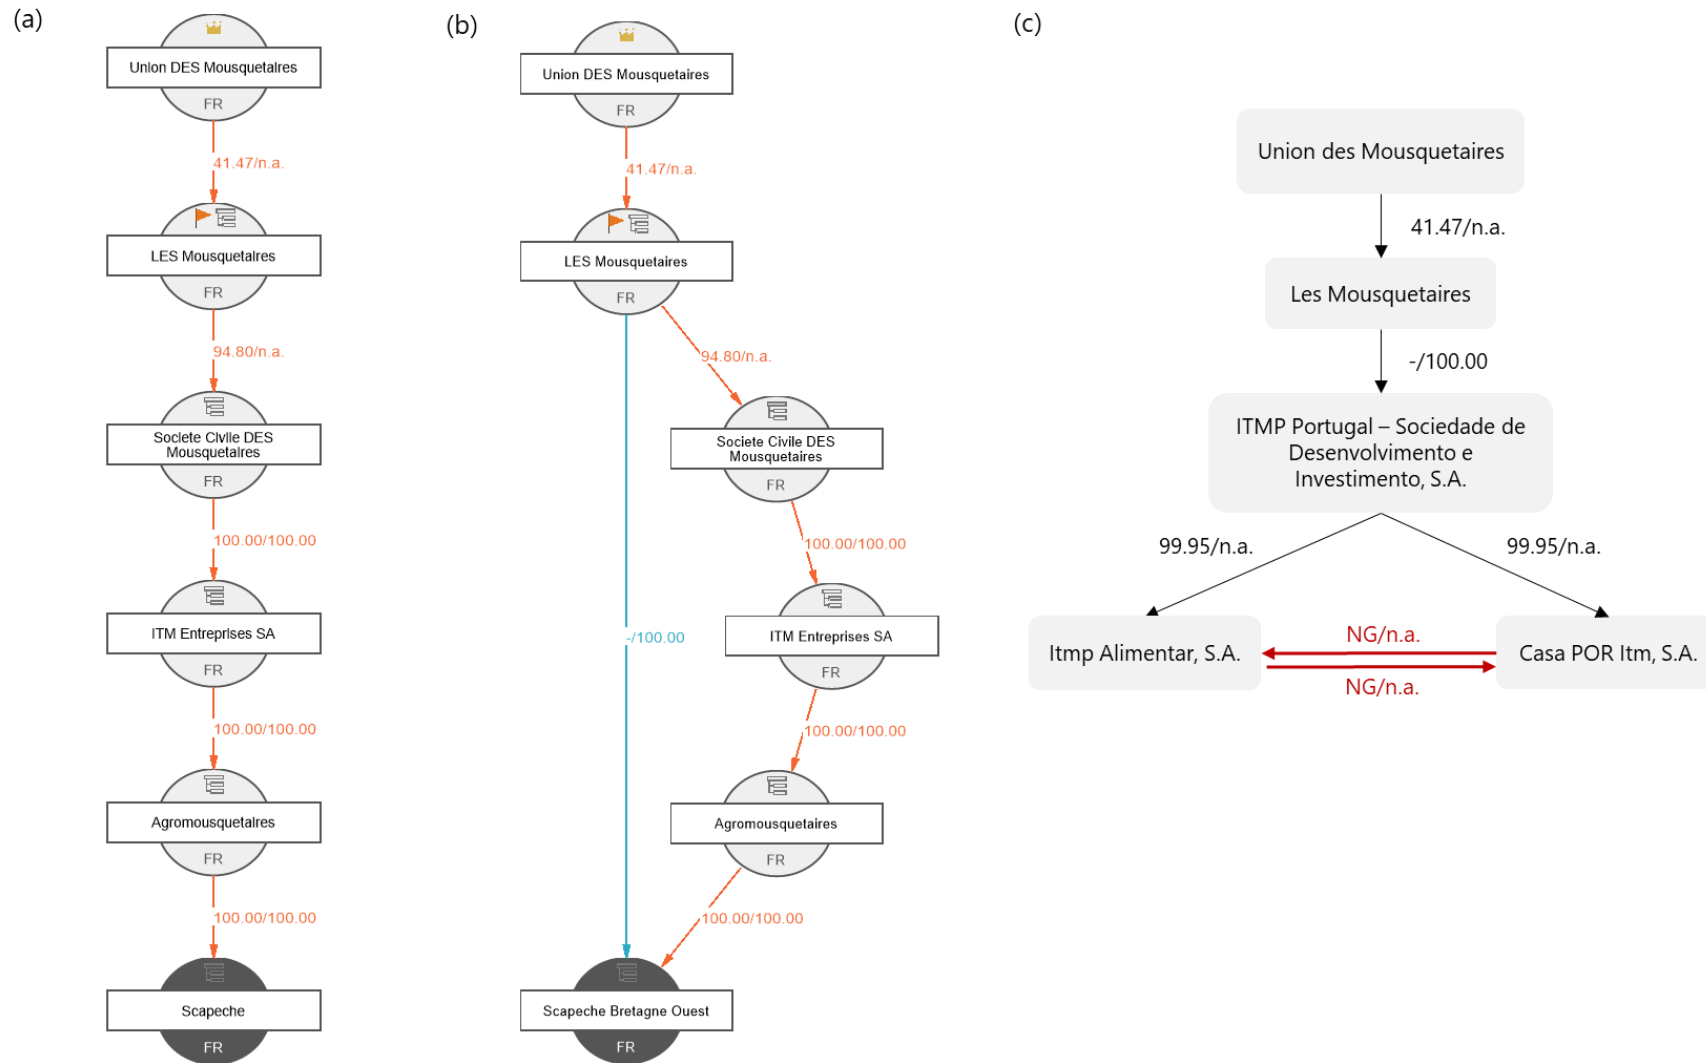 (a)
Union DES Mousquetaires
FR
41.47/n.a.
LES Mousquetaires
FR
94.80/n.a.
Societe Civile DES
Mousquetaires
FR
100.00/100.00
ITM Entreprises SA
FR
100.00/100.00
Agromousquetaires
FR
100.00/100.00
Scapeche
FR
(b)
Union DES Mousquetaires
FR
41.47/n.a.
LES Mousquetaires
FR
94.80/n.a.
Societe Civile DES
Mousquetaires
FR
100.00/100.00
-/100.00
ITM Entreprises SA
FR
100.00/100.00
Agromousquetaires
FR
100.00/100.00
Scapeche Bretagne Ouest
FR
(c)
Union des Mousquetaires
41.47/n.a.
Les Mousquetaires
-/100.00
ITMP Portugal – Sociedade de
Desenvolvimento e
Investimento, S.A.
99.95/n.a.
99.95/n.a.
Itmp Alimentar, S.A.
NG/n.a.
NG/n.a.
Casa POR Itm, S.A.